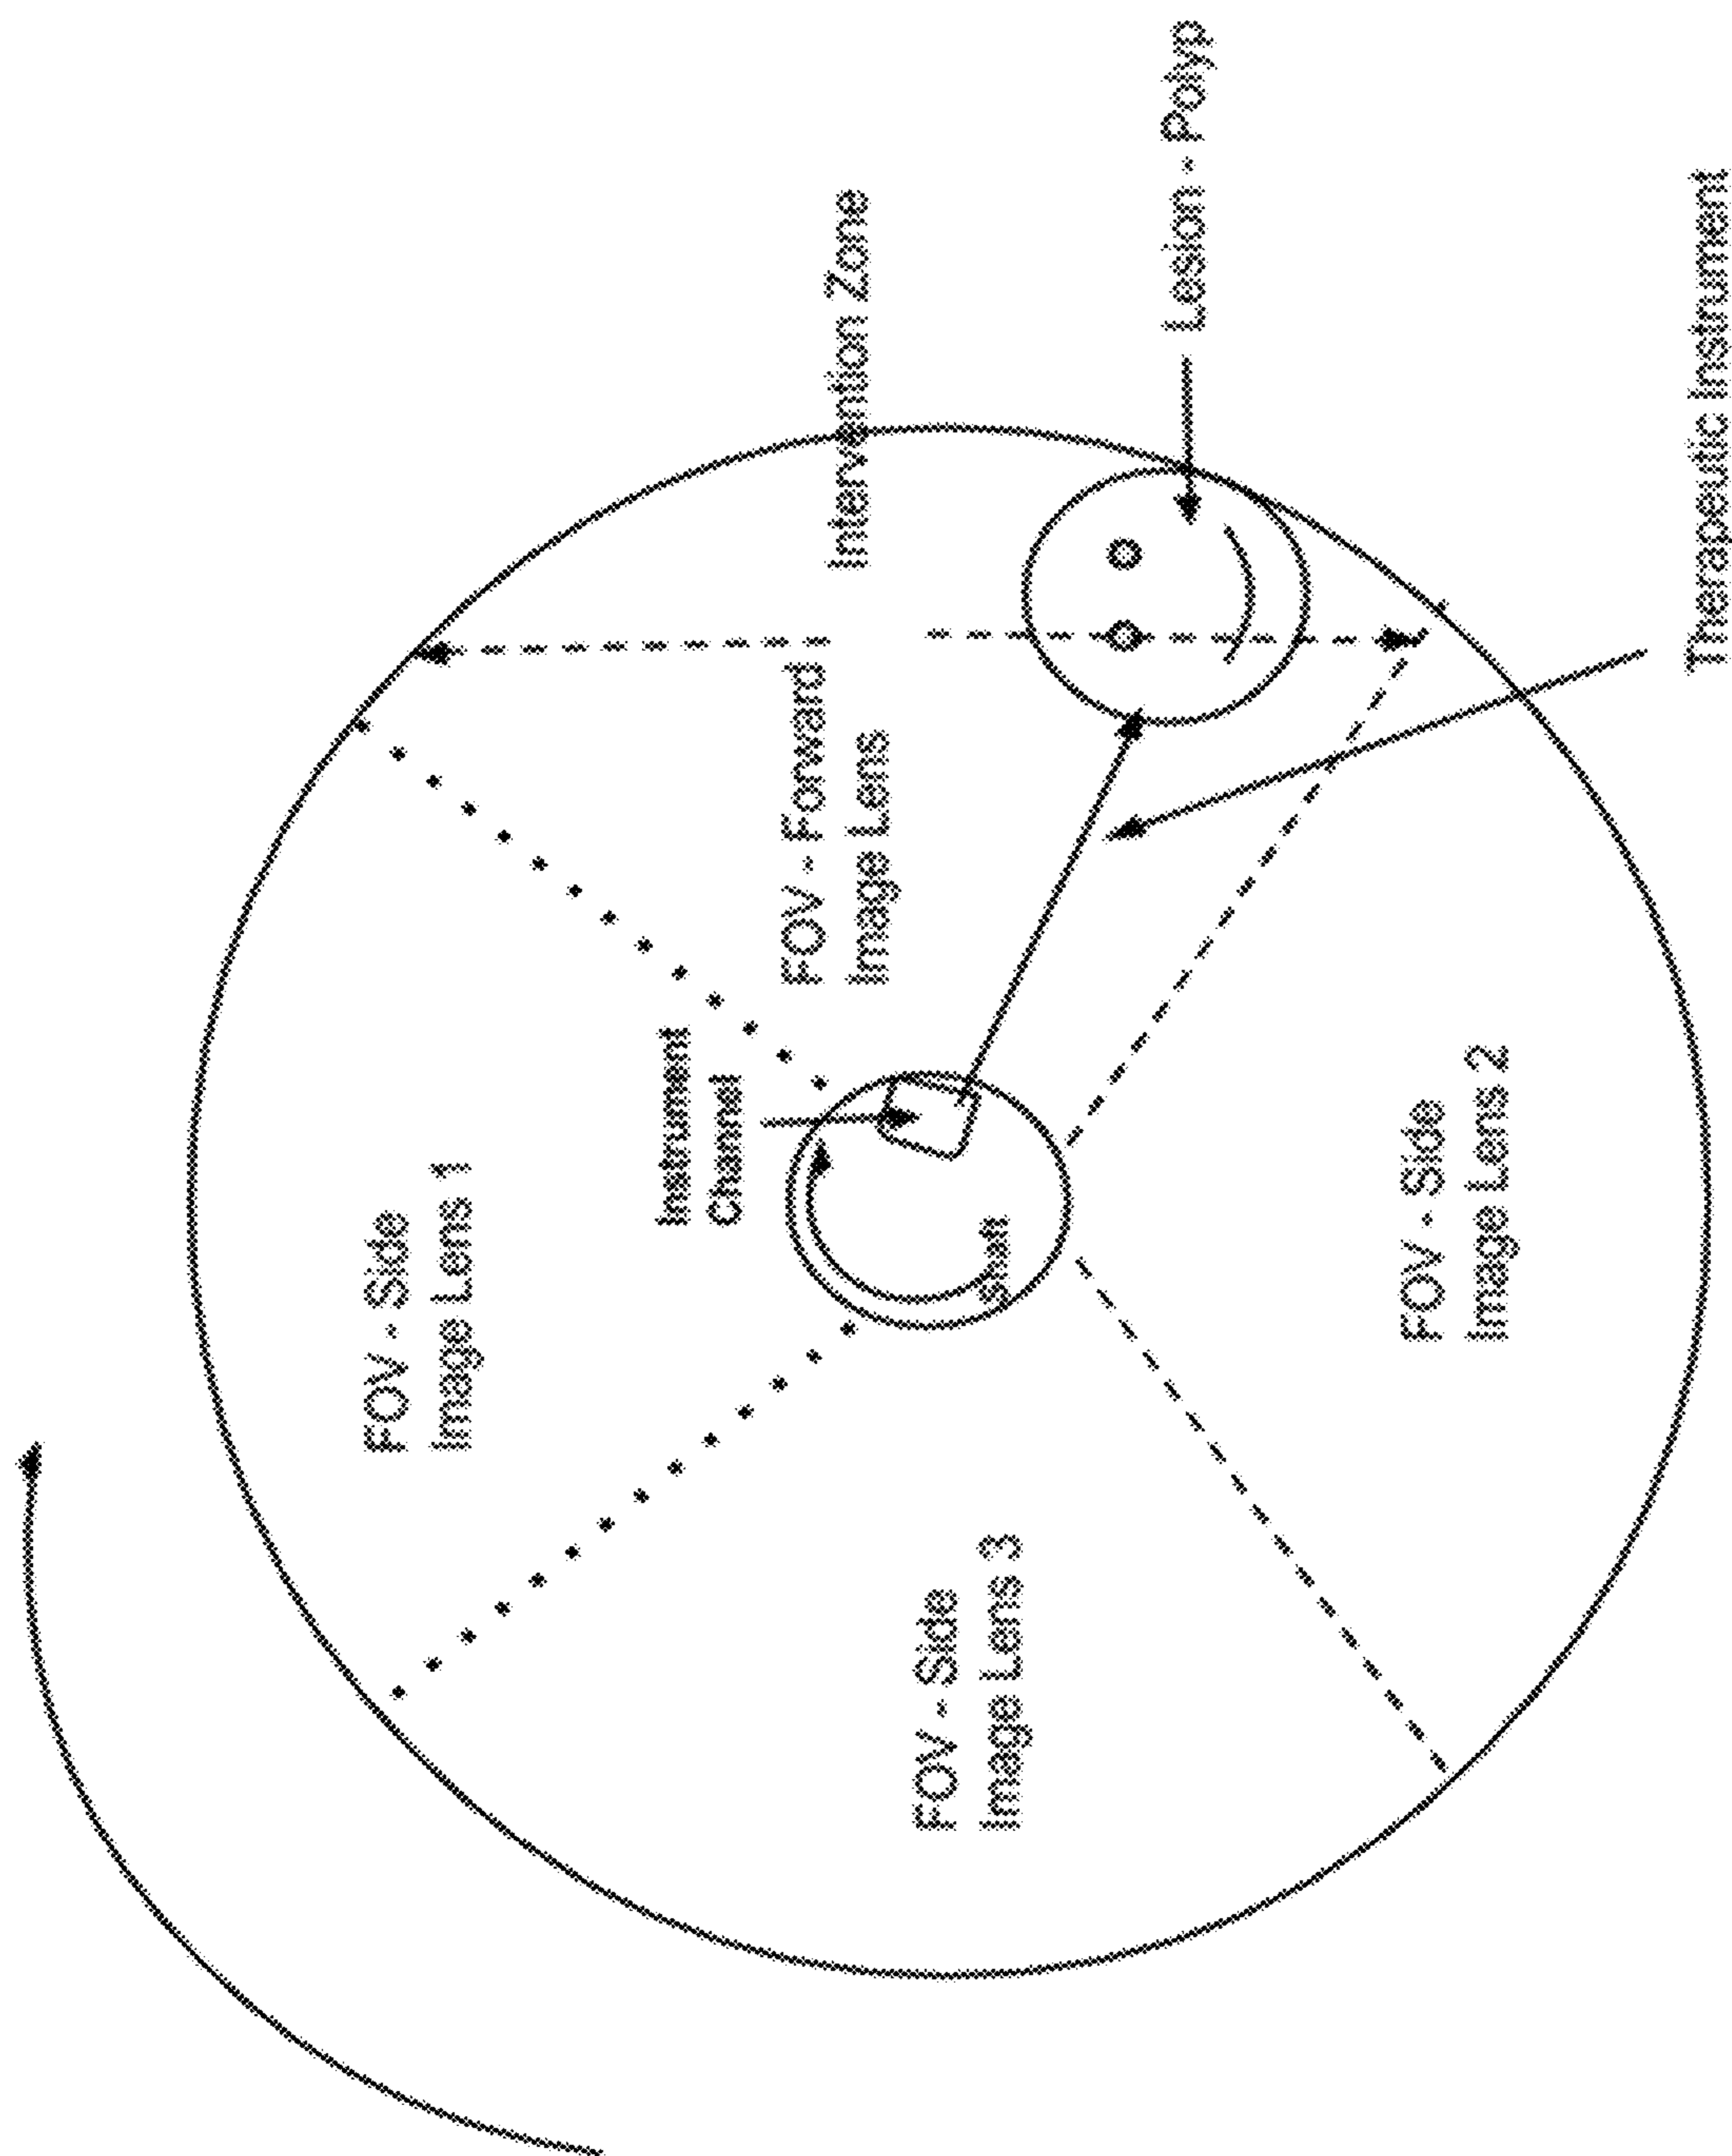 FOV - Side
Image Lens 1
Instrument
Channel
FOV - Forward
Image Lens
Intervention Zone
Lesion - Polyp
Shaft
FOV - Side
Image Lens 3
FOV - Side
Image Lens 2
Therapeutic Instrument